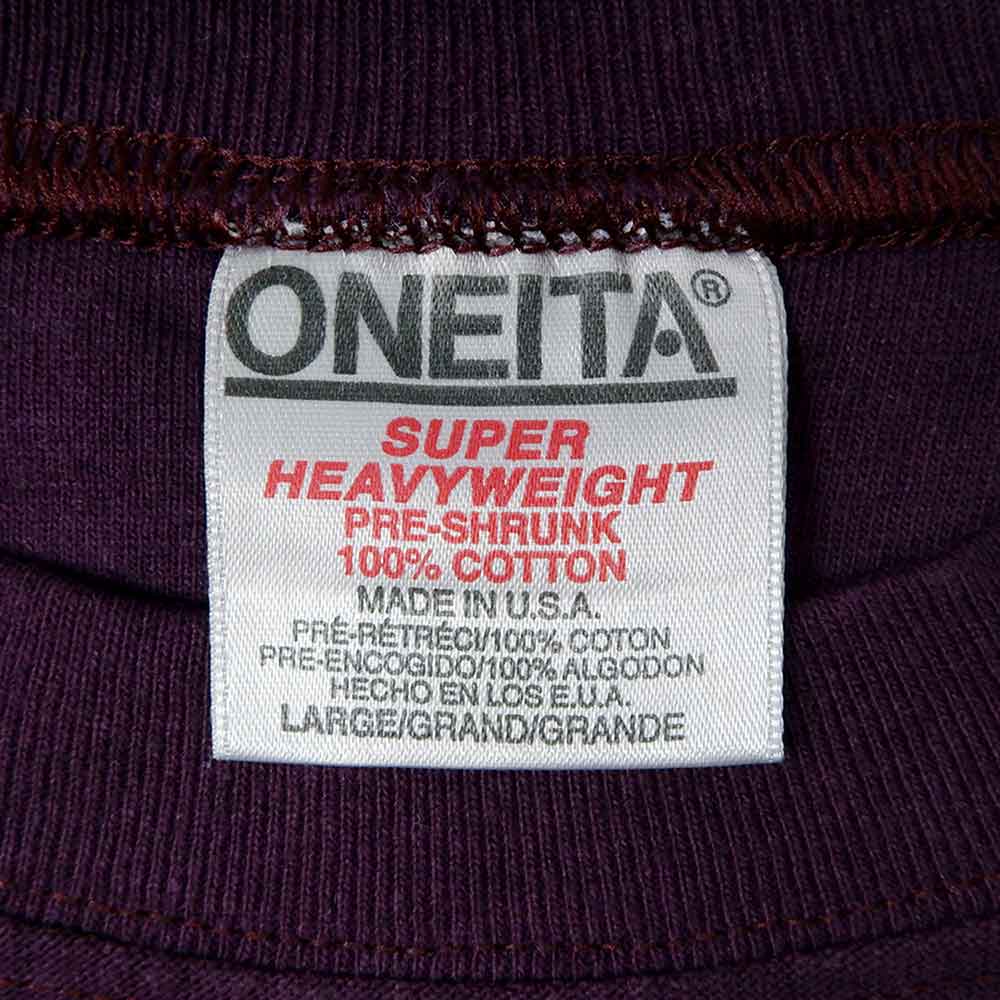 ONEITA®
SUPER
HEAVYWEIGHT
PRE-SHRUNK
100% COTTON
MADE IN U.S.A.
PRÉ-RÉTRÉCI/100% COTON
PRE-ENCOGIDO/100% ALGODON
HECHO EN LOS E.U.A.
LARGE/GRAND/GRANDE